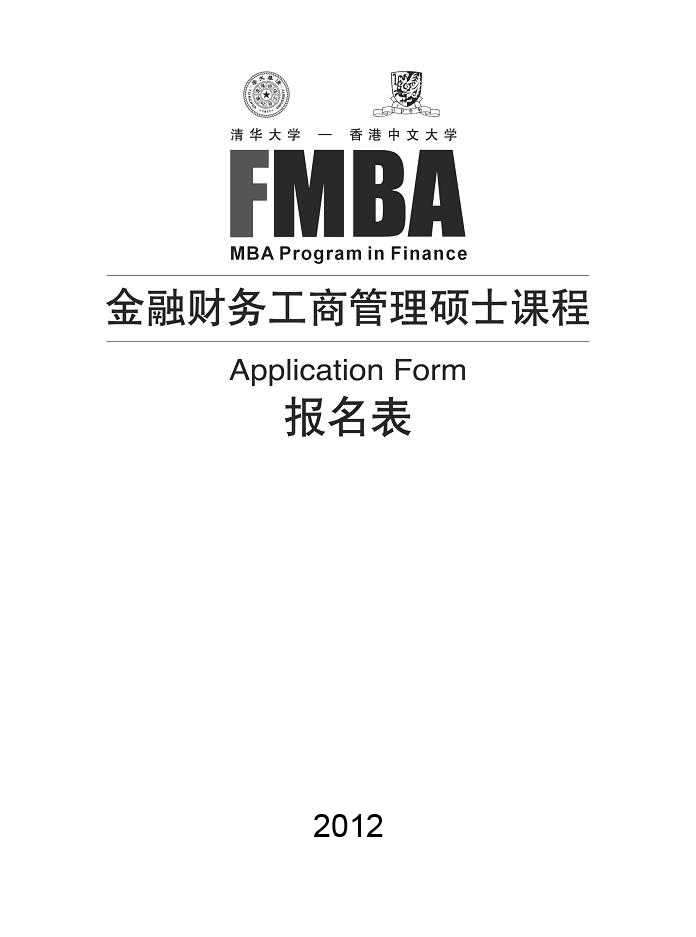 清华大学 — 香港中文大学
FMBA
MBA Program in Finance
金融财务工商管理硕士课程
Application Form
报名表
2012